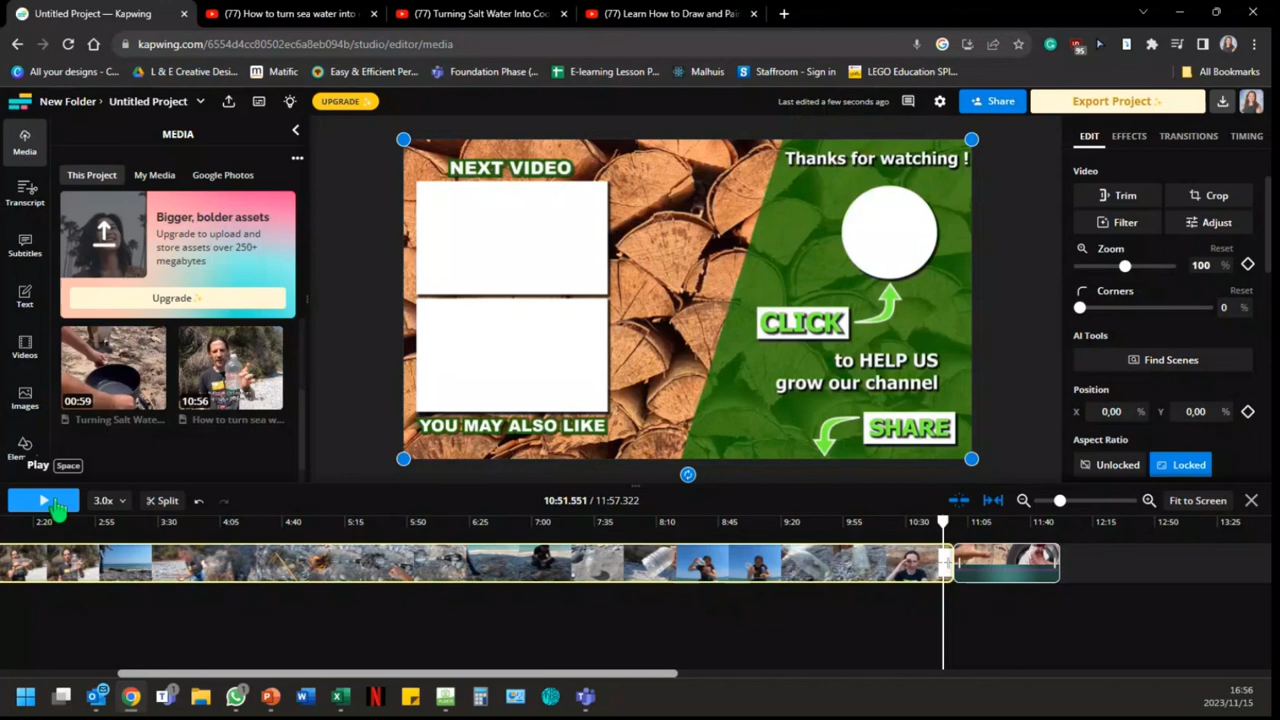 Untitled Project — Kapwing
(77) How to turn sea water into
(77) Turning Salt Water Into Coo
(77) Learn How to Draw and Pai
kapwing.com/6554d4cc80502ec6a8eb094b/studio/editor/media
95
All your designs - C...
L & E Creative Desi...
Matific
Easy & Efficient Per...
Foundation Phase (...
E-learning Lesson P...
Malhuis
Staffroom - Sign in
LEGO Education SPI...
All Bookmarks
New Folder › Untitled Project
UPGRADE
Last edited a few seconds ago
Share
Export Project
Media
Transcript
Subtitles
Text
Videos
Images
MEDIA
This Project
My Media
Google Photos
Bigger, bolder assets
Upgrade to upload and
store assets over 250+
megabytes
Upgrade
00:59
10:56
Turning Salt Wate...
How to turn sea w...
Play
Space
NEXT VIDEO
YOU MAY ALSO LIKE
Thanks for watching !
CLICK
to HELP US
grow our channel
SHARE
EDIT
EFFECTS
TRANSITIONS
TIMING
Video
Trim
Crop
Filter
Adjust
Zoom
Reset
100 %
Corners
Reset
0 %
AI Tools
Find Scenes
Position
X 0,00 %
Y 0,00 %
Aspect Ratio
Unlocked
Locked
3.0x
Split
10:51.551 / 11:57.322
Fit to Screen
2:20 2:55 3:30 4:05 4:40 5:15 5:50 6:25 7:00 7:35 8:10 8:45 9:20 9:55 10:30 11:05 11:40 12:15 12:50 13:25
16:56
2023/11/15